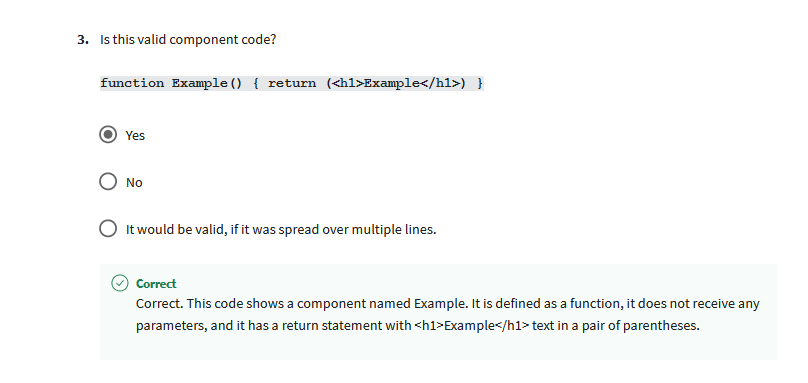 3. Is this valid component code?
function Example() { return (<h1>Example</h1>) }
Yes
No
It would be valid, if it was spread over multiple lines.
Correct
Correct. This code shows a component named Example. It is defined as a function, it does not receive any
parameters, and it has a return statement with <h1>Example</h1> text in a pair of parentheses.